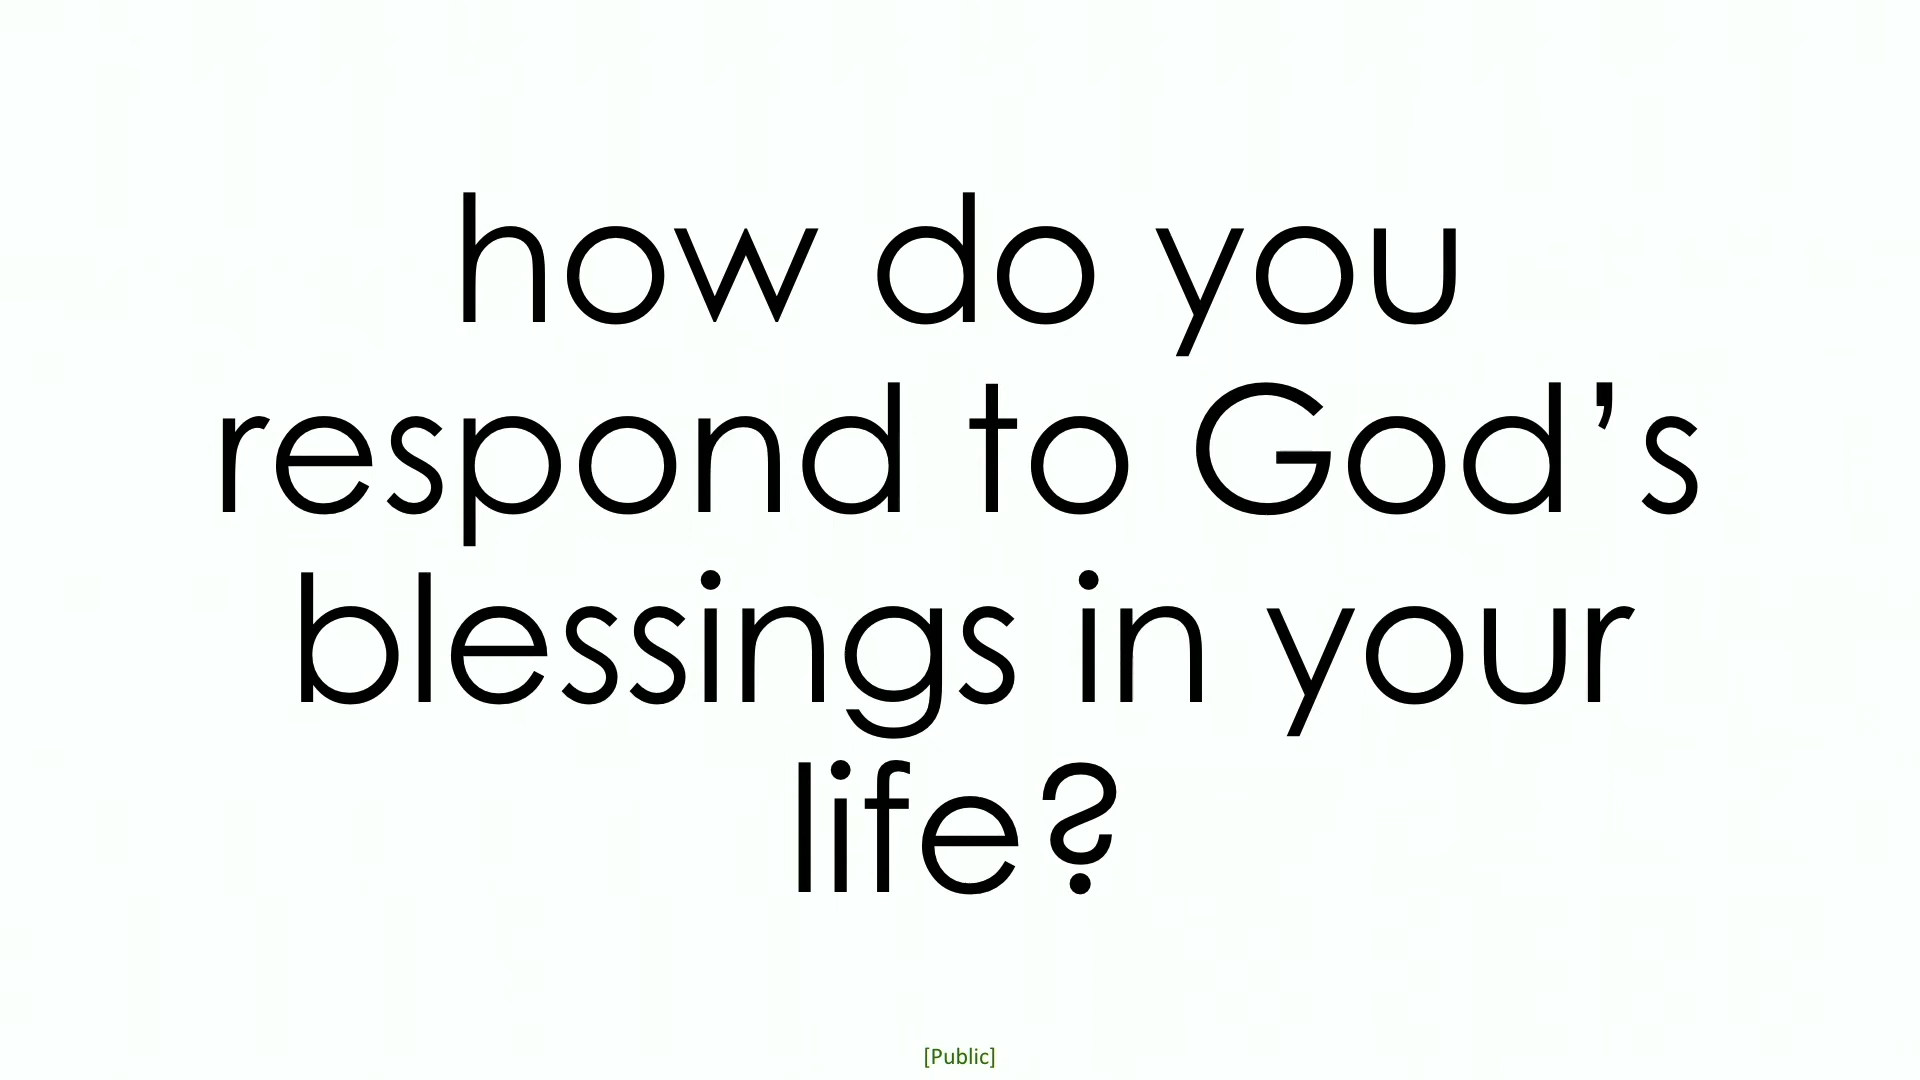 how do you
respond to God’s
blessings in your
life?
[Public]